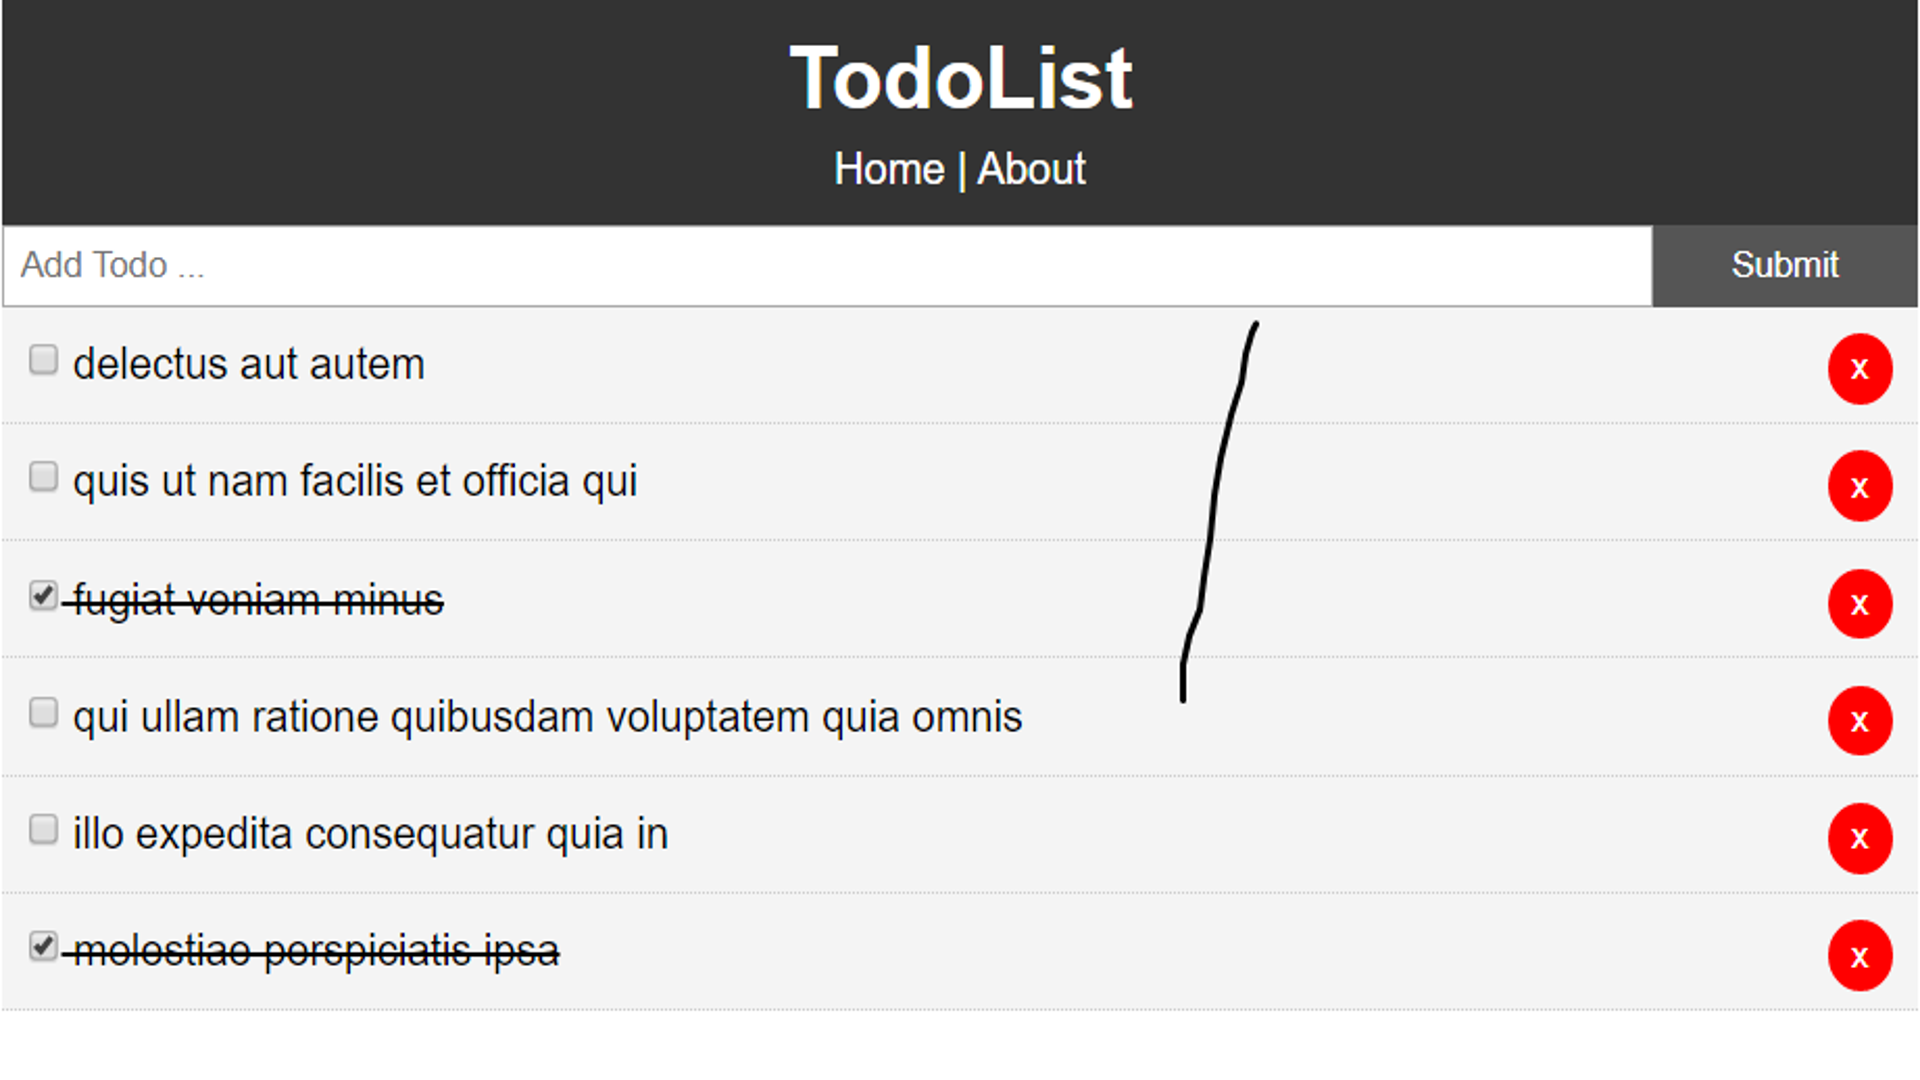 TodoList
Home | About
Add Todo ...
Submit
delectus aut autem
x
quis ut nam facilis et officia qui
x
fugiat veniam minus
x
qui ullam ratione quibusdam voluptatem quia omnis
x
illo expedita consequatur quia in
x
molestiae perspiciatis ipsa
x